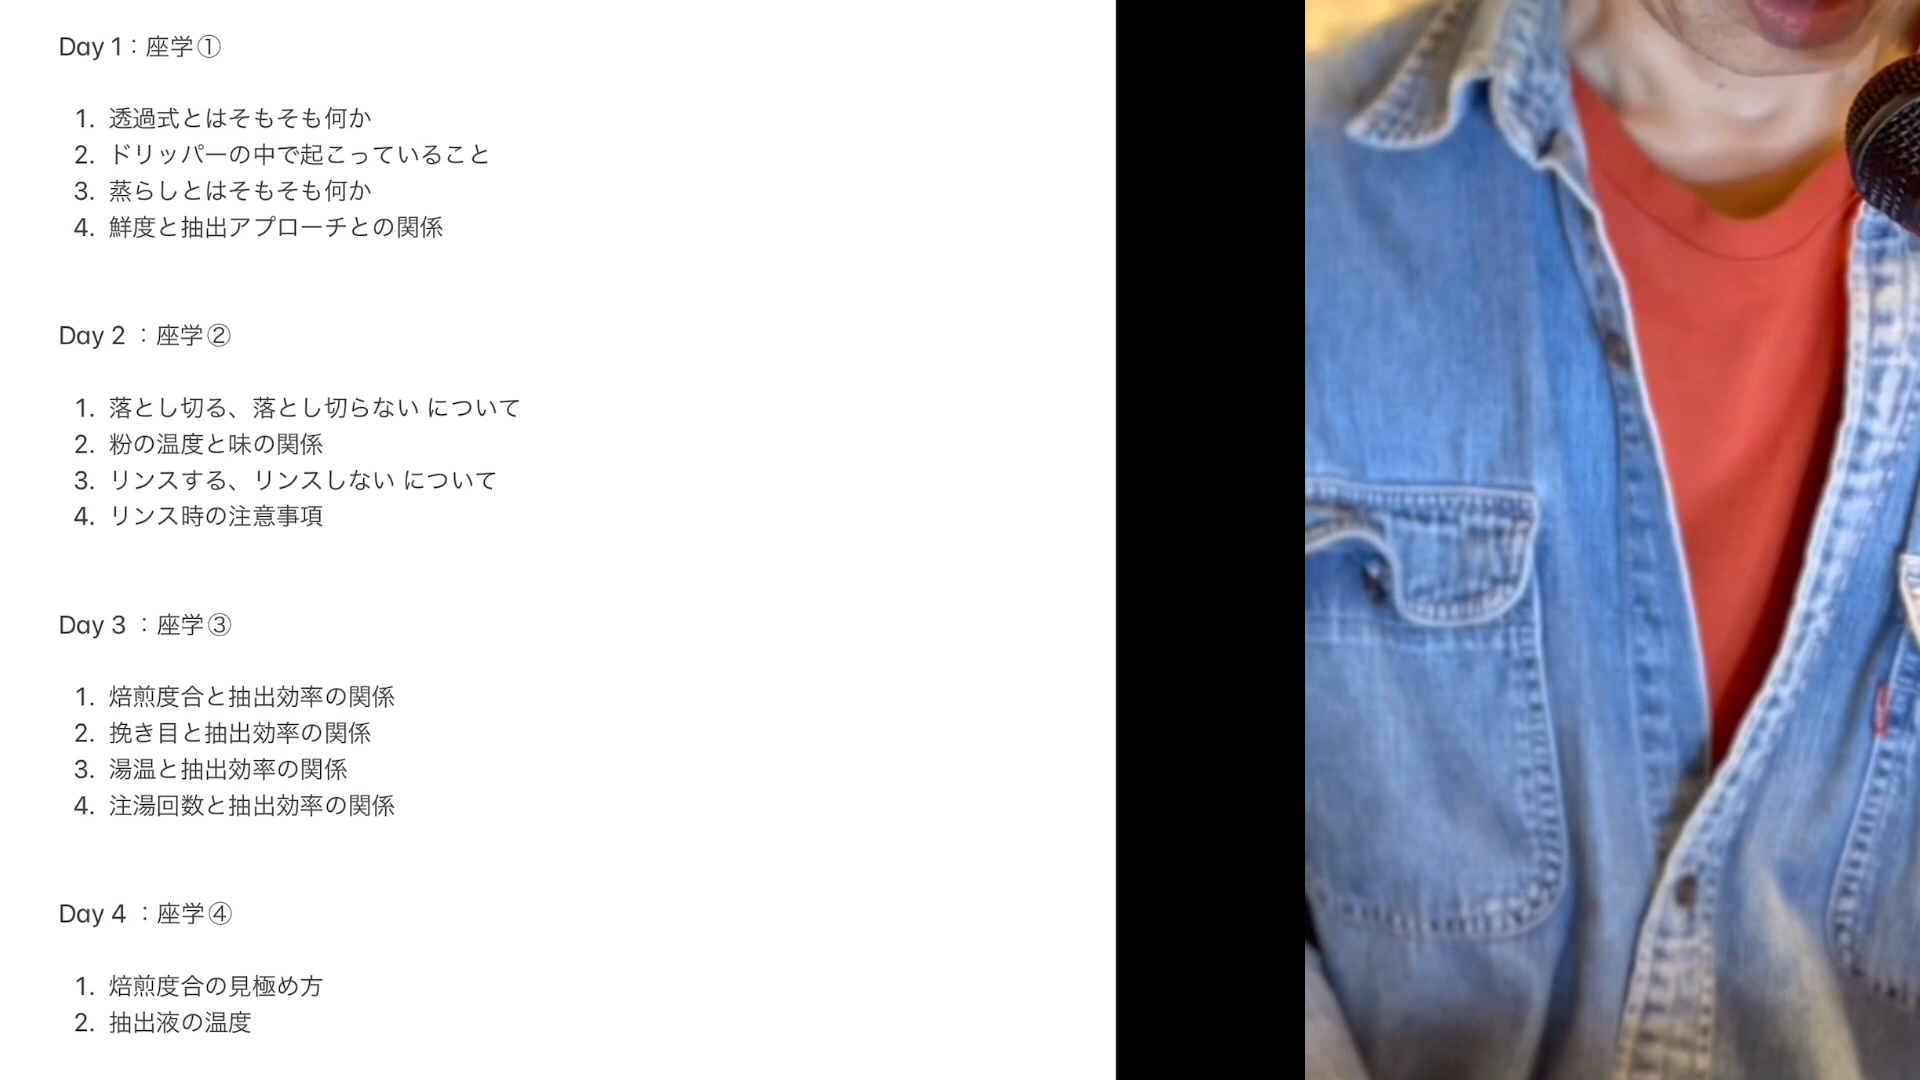 Day 1：座学①
1. 透過式とはそもそも何か
2. ドリッパーの中で起こっていること
3. 蒸らしとはそもそも何か
4. 鮮度と抽出アプローチとの関係
Day 2 ：座学②
1. 落とし切る、落とし切らない について
2. 粉の温度と味の関係
3. リンスする、リンスしない について
4. リンス時の注意事項
Day 3 ：座学③
1. 焙煎度合と抽出効率の関係
2. 挽き目と抽出効率の関係
3. 湯温と抽出効率の関係
4. 注湯回数と抽出効率の関係
Day 4 ：座学④
1. 焙煎度合の見極め方
2. 抽出液の温度